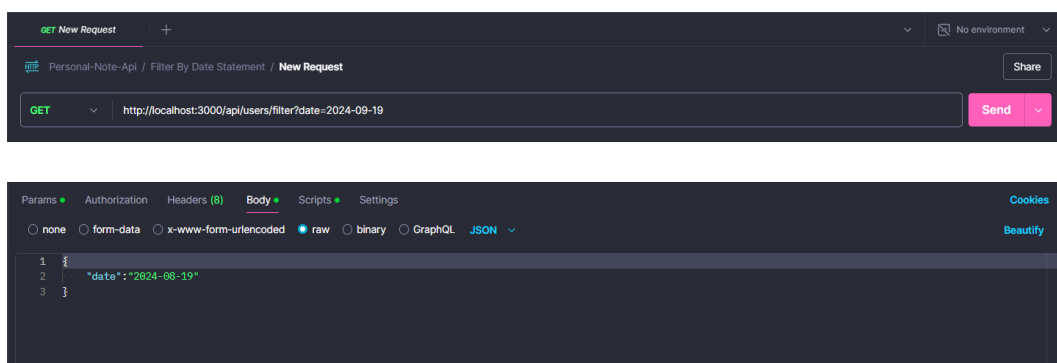 GET New Request
No environment
HTTP Personal-Note-Api / Filter By Date Statement / New Request Share
GET http://localhost:3000/api/users/filter?date=2024-09-19 Send
Params Authorization Headers (8) Body Scripts Settings Cookies
none form-data x-www-form-urlencoded raw binary GraphQL JSON Beautify
1 {
2 "date":"2024-08-19"
3 }